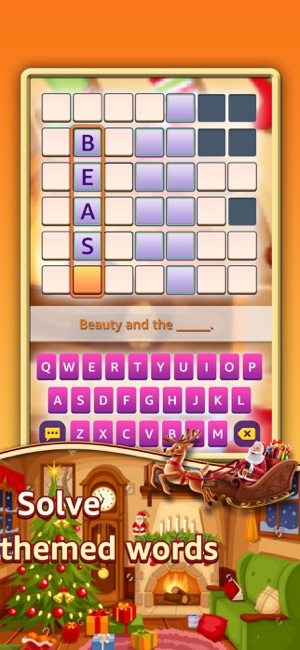 B
E
A
S
Beauty and the _____.
Q W E R T Y U I O P
A S D F G H J K L
Z X C V B M
Solve
themed words